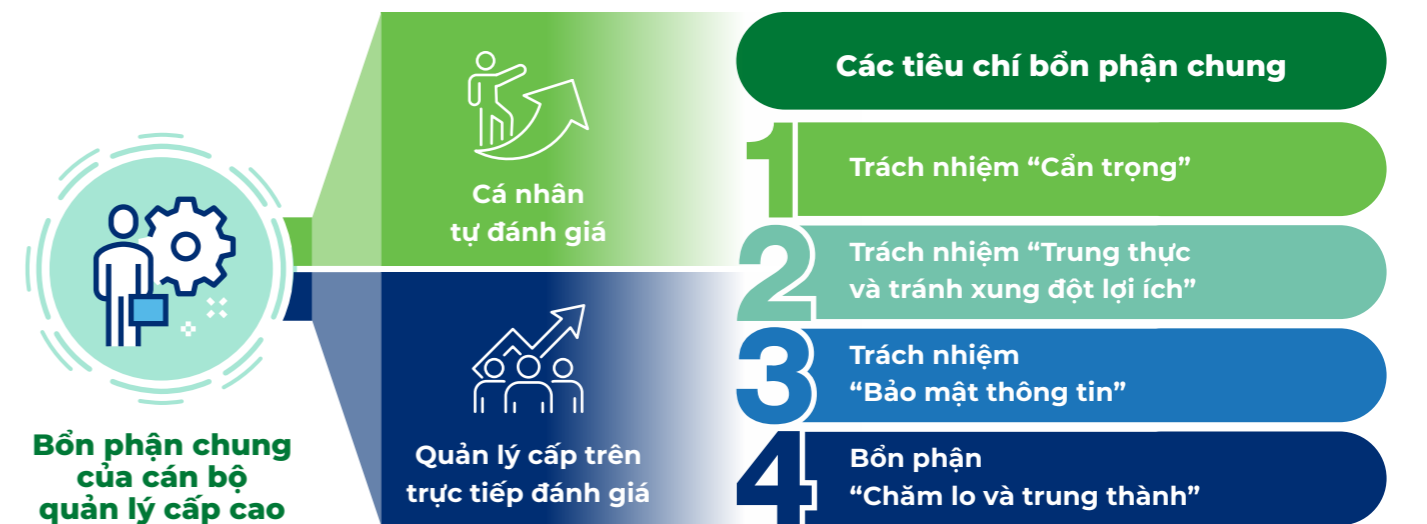 Bổn phận chung
của cán bộ
quản lý cấp cao
Cá nhân
tự đánh giá
Quản lý cấp trên
trực tiếp đánh giá
Các tiêu chí bổn phận chung
1
Trách nhiệm “Cẩn trọng”
2
Trách nhiệm “Trung thực
và tránh xung đột lợi ích”
3
Trách nhiệm
“Bảo mật thông tin”
4
Bổn phận
“Chăm lo và trung thành”